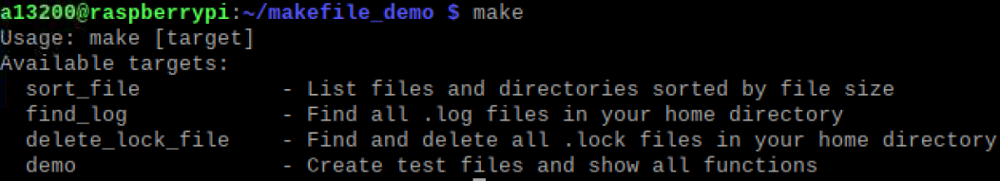 a13200@raspberrypi:~/makefile_demo $ make
Usage: make [target]
Available targets:
  sort_file           - List files and directories sorted by file size
  find_log            - Find all .log files in your home directory
  delete_lock_file    - Find and delete all .lock files in your home directory
  demo                - Create test files and show all functions